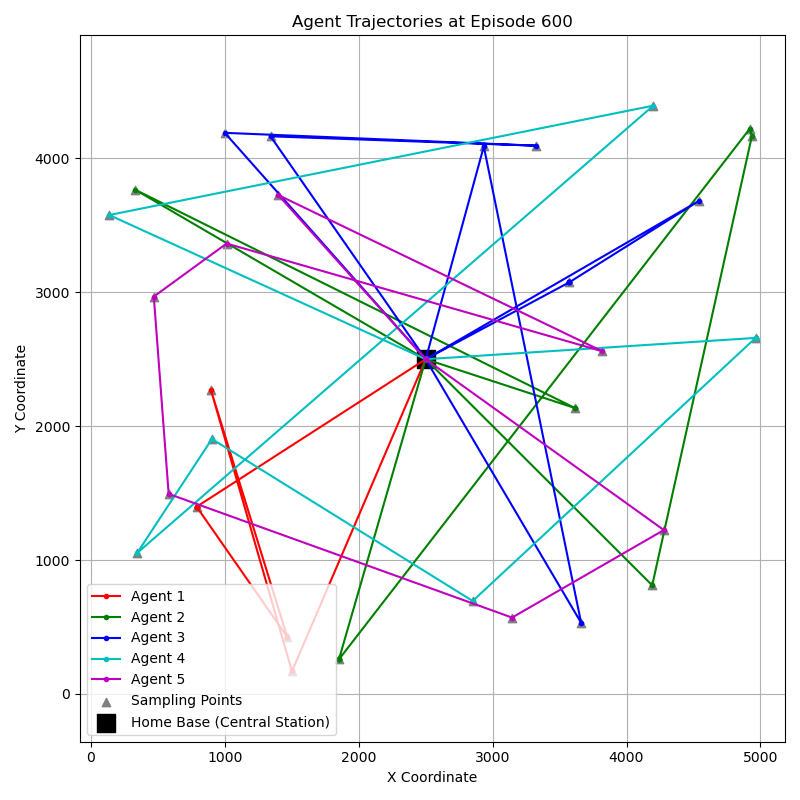 Agent Trajectories at Episode 600
Y Coordinate
4000
3000
2000
1000
0
Agent 1
Agent 2
Agent 3
Agent 4
Agent 5
Sampling Points
Home Base (Central Station)
0 1000 2000 3000 4000 5000
X Coordinate